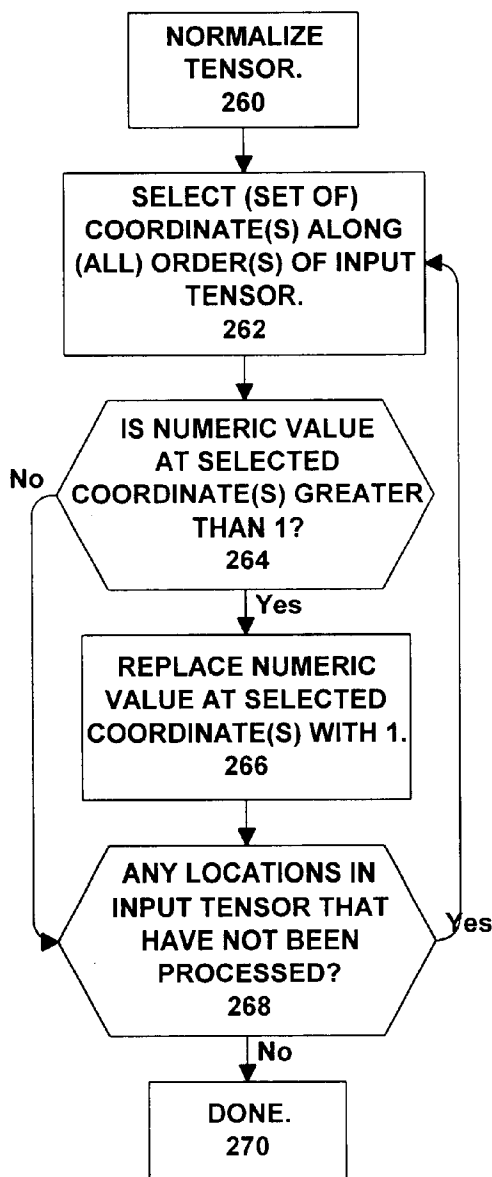 NORMALIZE
TENSOR.
260
SELECT (SET OF)
COORDINATE(S) ALONG
(ALL) ORDER(S) OF INPUT
TENSOR.
262
IS NUMERIC VALUE
AT SELECTED
COORDINATE(S) GREATER
THAN 1?
264
No
Yes
REPLACE NUMERIC
VALUE AT SELECTED
COORDINATE(S) WITH 1.
266
ANY LOCATIONS IN
INPUT TENSOR THAT
HAVE NOT BEEN
PROCESSED?
268
Yes
No
DONE.
270